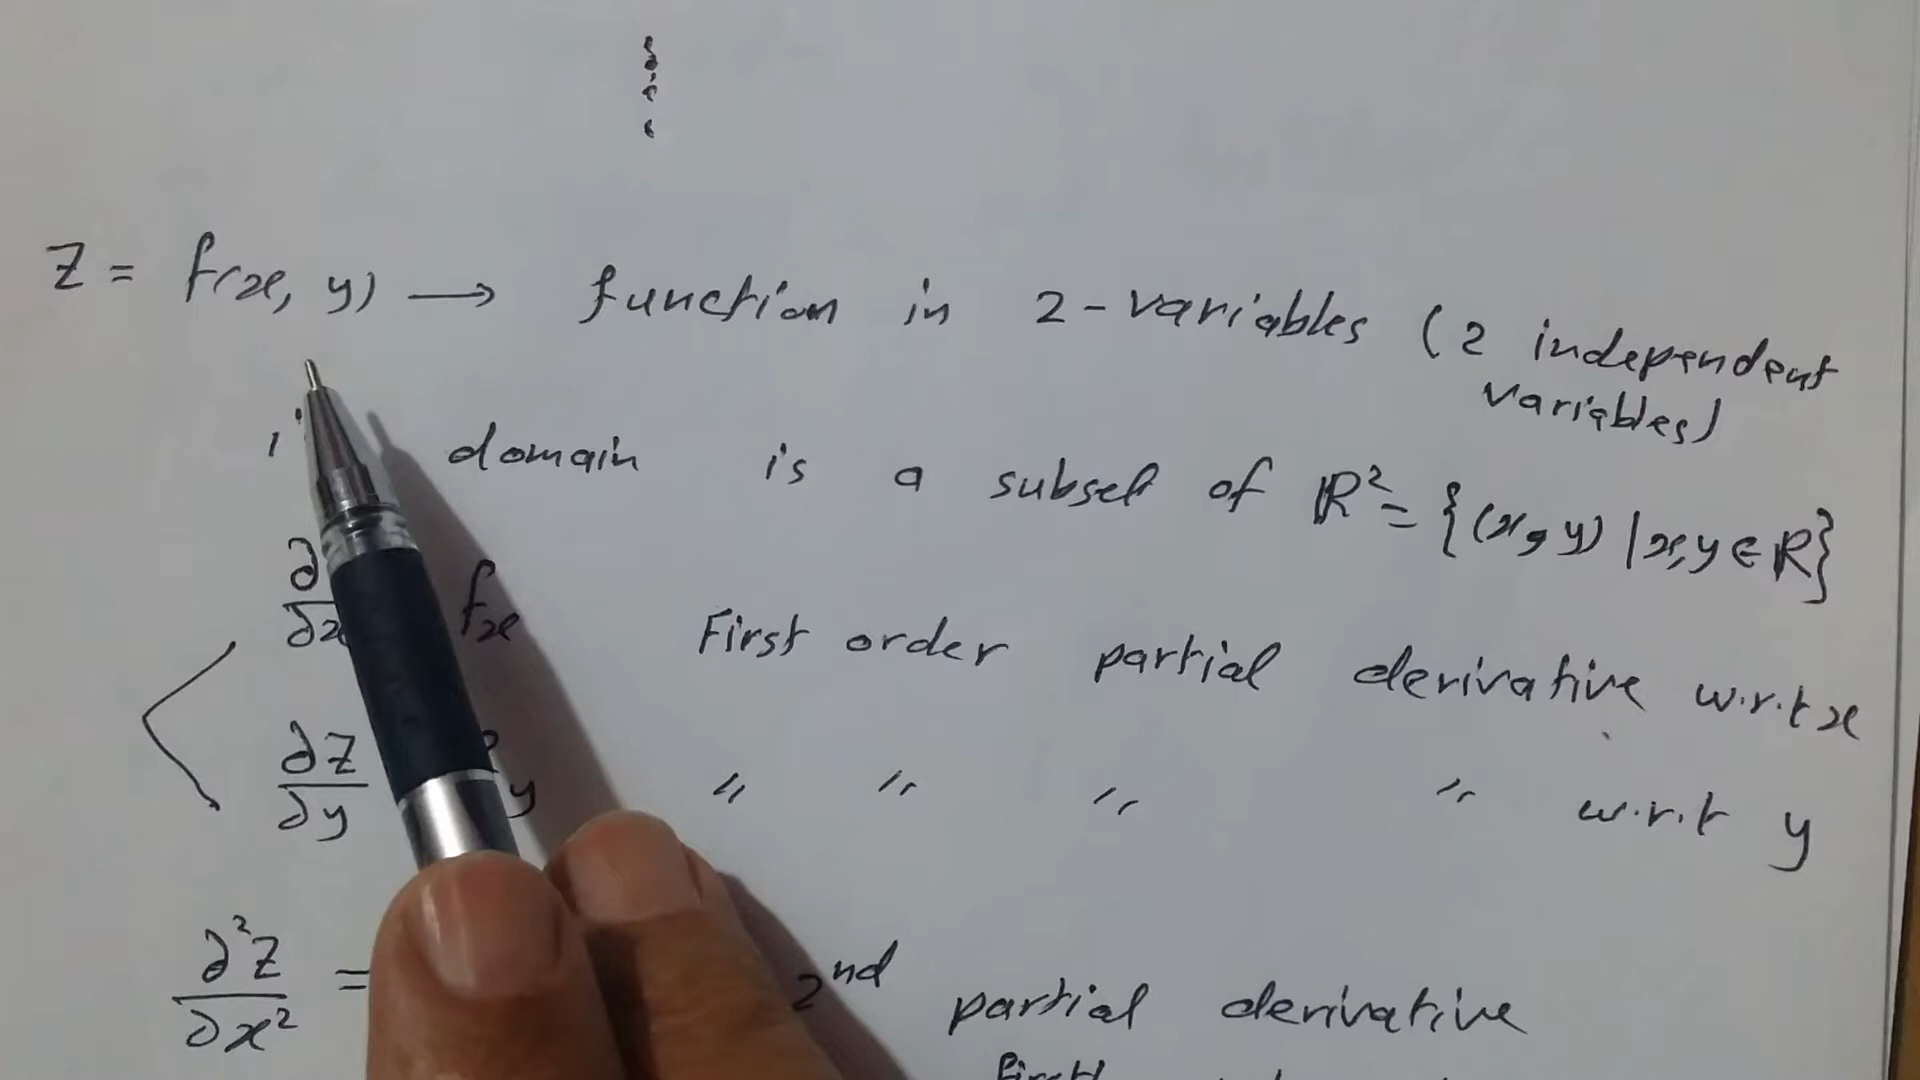 Z = f(x, y) → function in 2-variables (2 independent
variables)
domain is a subset of ℝ² = {(x, y) | x, y ∈ ℝ}
∂ / ∂x fx First order partial derivative w.r.t x
∂Z / ∂y y " " " " w.r.t y
∂²Z / ∂x² = 2nd partial derivative